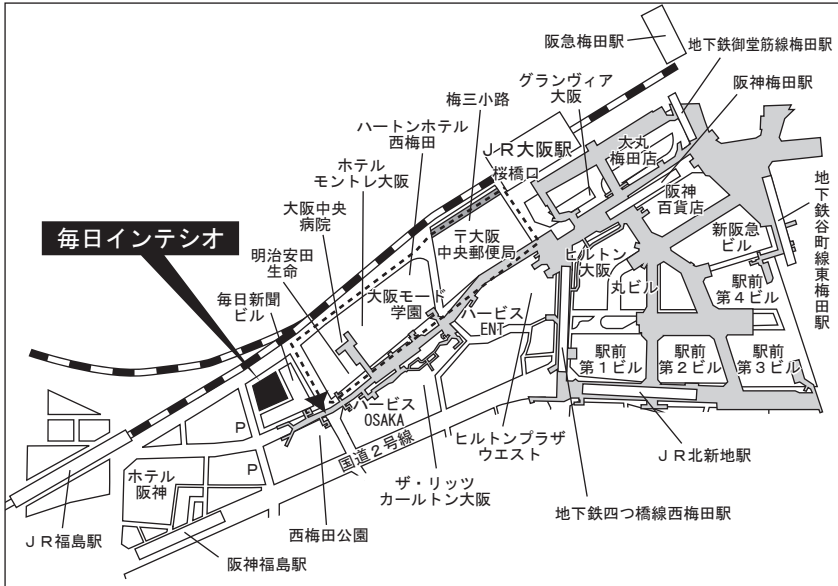 阪急梅田駅
地下鉄御堂筋線梅田駅
グランヴィア
大阪
阪神梅田駅
梅三小路
ハートンホテル
西梅田
JR大阪駅
桜橋口
大丸
梅田店
ホテル
モントレ大阪
阪神
百貨店
地下鉄谷町線東梅田駅
大阪中央
病院
〒大阪
中央郵便局
新阪急
ビル
毎日インテシオ
明治安田
生命
ヒルトン
大阪
丸ビル
駅前
第4ビル
毎日新聞
ビル
大阪モード
学園
ハービス
ENT
駅前
第1ビル
駅前
第2ビル
駅前
第3ビル
ハービス
OSAKA
P
P
国道2号線
ヒルトンプラザ
ウエスト
JR北新地駅
ホテル
阪神
ザ・リッツ
カールトン大阪
地下鉄四つ橋線西梅田駅
西梅田公園
JR福島駅
阪神福島駅